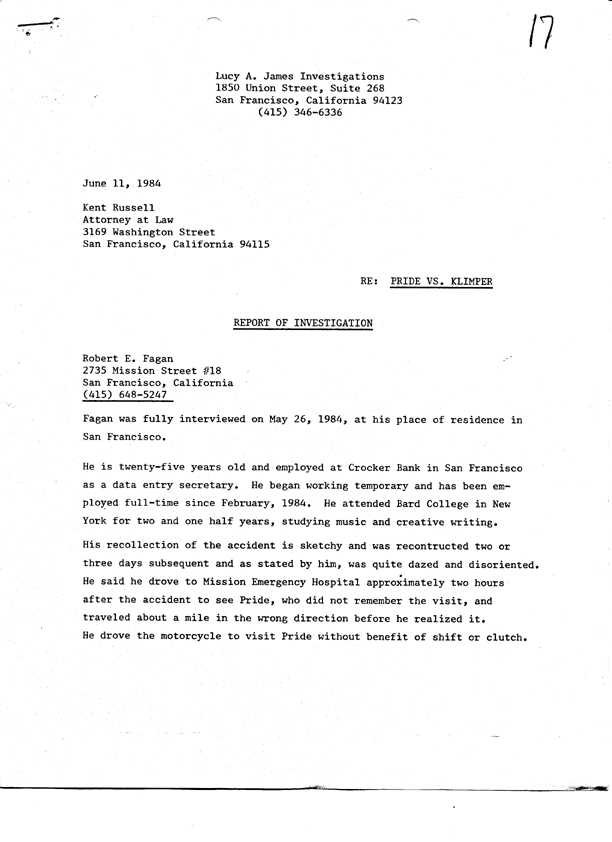 17
Lucy A. James Investigations
1850 Union Street, Suite 268
San Francisco, California 94123
(415) 346-6336
June 11, 1984
Kent Russell
Attorney at Law
3169 Washington Street
San Francisco, California 94115
RE: PRIDE VS. KLIMPER
REPORT OF INVESTIGATION
Robert E. Fagan
2735 Mission Street #18
San Francisco, California
(415) 648-5247
Fagan was fully interviewed on May 26, 1984, at his place of residence in
San Francisco.
He is twenty-five years old and employed at Crocker Bank in San Francisco
as a data entry secretary. He began working temporary and has been em-
ployed full-time since February, 1984. He attended Bard College in New
York for two and one half years, studying music and creative writing.
His recollection of the accident is sketchy and was recontructed two or
three days subsequent and as stated by him, was quite dazed and disoriented.
He said he drove to Mission Emergency Hospital approximately two hours
after the accident to see Pride, who did not remember the visit, and
traveled about a mile in the wrong direction before he realized it.
He drove the motorcycle to visit Pride without benefit of shift or clutch.